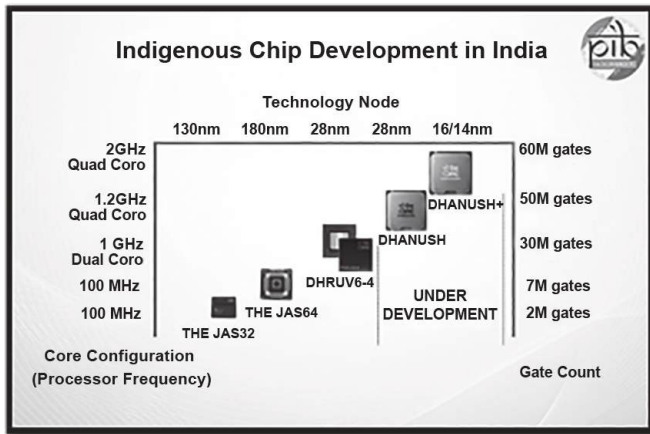 Indigenous Chip Development in India
pib
Technology Node
130nm 180nm 28nm 28nm 16/14nm
2GHz
Quad Coro
60M gates
DHANUSH+
1.2GHz
Quad Coro
50M gates
DHANUSH
1 GHz
Dual Coro
30M gates
DHRUV6-4
100 MHz
7M gates
THE JAS64
UNDER
DEVELOPMENT
100 MHz
2M gates
THE JAS32
Core Configuration
(Processor Frequency)
Gate Count